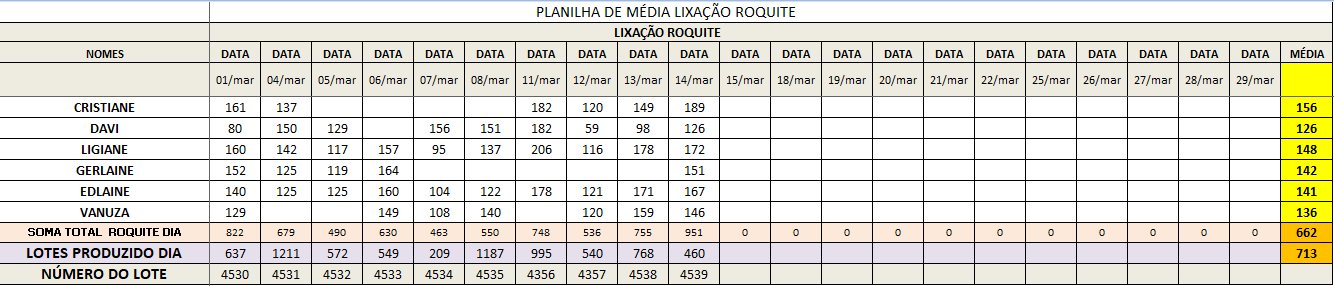 PLANILHA DE MÉDIA LIXAÇÃO ROQUITE
LIXAÇÃO ROQUITE
NOMES DATA DATA DATA DATA DATA DATA DATA DATA DATA DATA DATA DATA DATA DATA DATA DATA DATA DATA DATA DATA DATA MÉDIA
01/mar 04/mar 05/mar 06/mar 07/mar 08/mar 11/mar 12/mar 13/mar 14/mar 15/mar 18/mar 19/mar 20/mar 21/mar 22/mar 25/mar 26/mar 27/mar 28/mar 29/mar
CRISTIANE 161 137 182 120 149 189 156
DAVI 80 150 129 156 151 182 59 98 126 126
LIGIANE 160 142 117 157 95 137 206 116 178 172 148
GERLAINE 152 125 119 164 151 142
EDLAINE 140 125 125 160 104 122 178 121 171 167 141
VANUZA 129 149 108 140 120 159 146 136
SOMA TOTAL ROQUITE DIA 822 679 490 630 463 550 748 536 755 951 0 0 0 0 0 0 0 0 0 0 0 662
LOTES PRODUZIDO DIA 637 1211 572 549 209 1187 995 540 768 460 713
NÚMERO DO LOTE 4530 4531 4532 4533 4534 4535 4356 4357 4538 4539